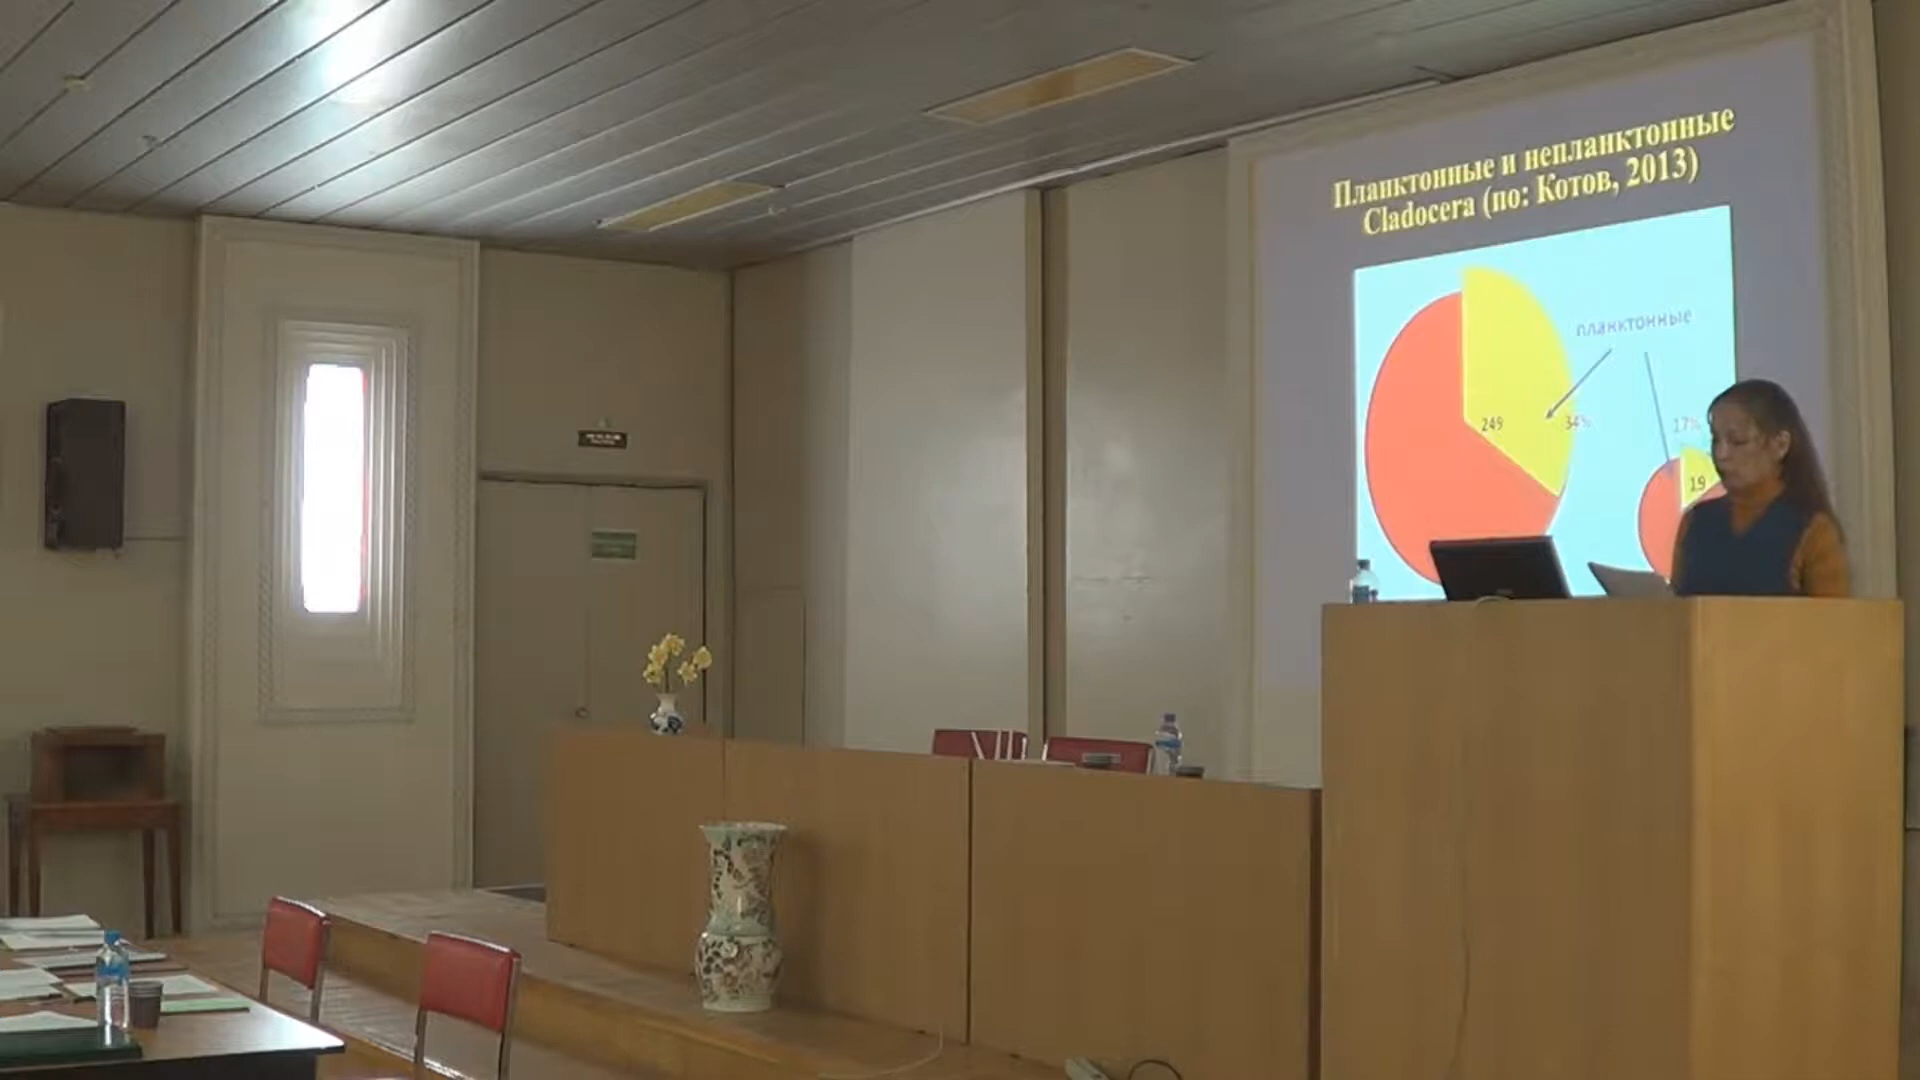 Планктонные и непланктонные
Cladocera (по: Котов, 2013)
планктонные
249
34%
17%
19